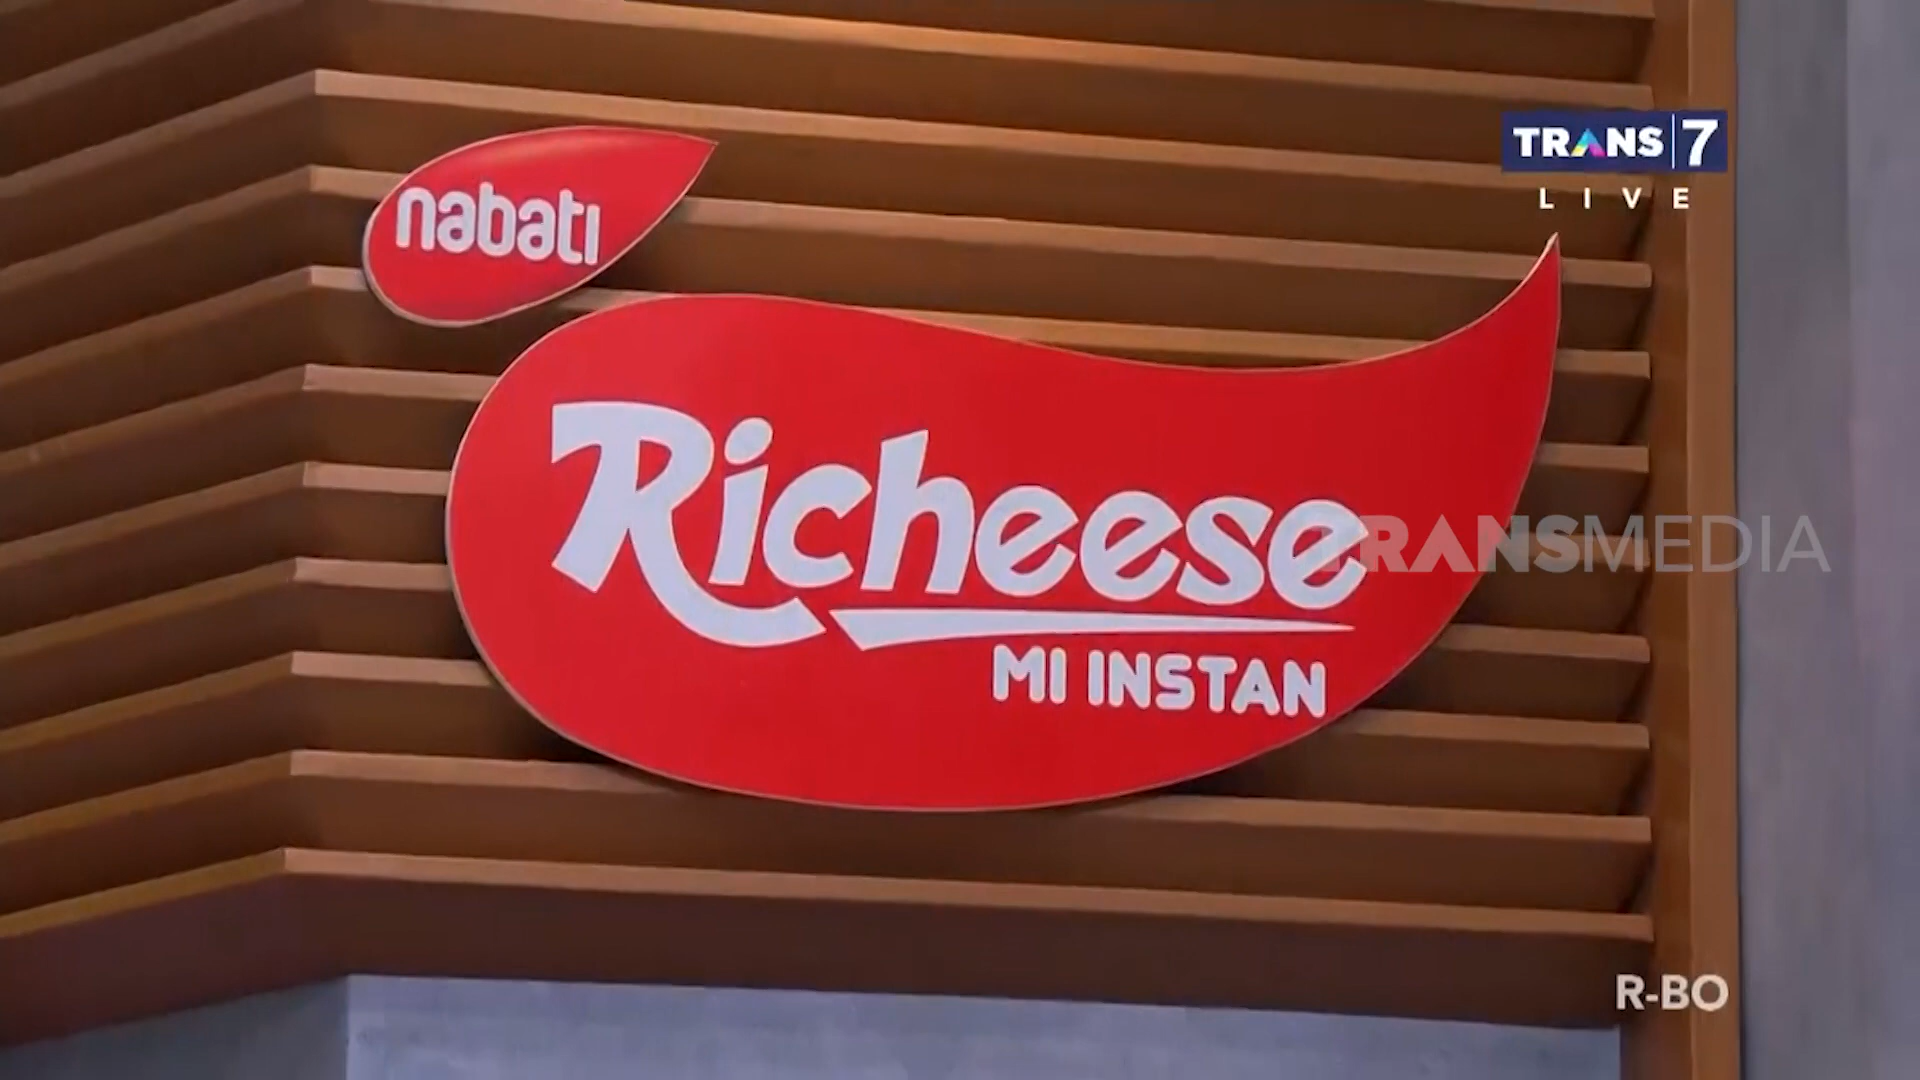 TRANS|7
LIVE
nabati
Richeese
MI INSTAN
TRANSMEDIA
R-BO